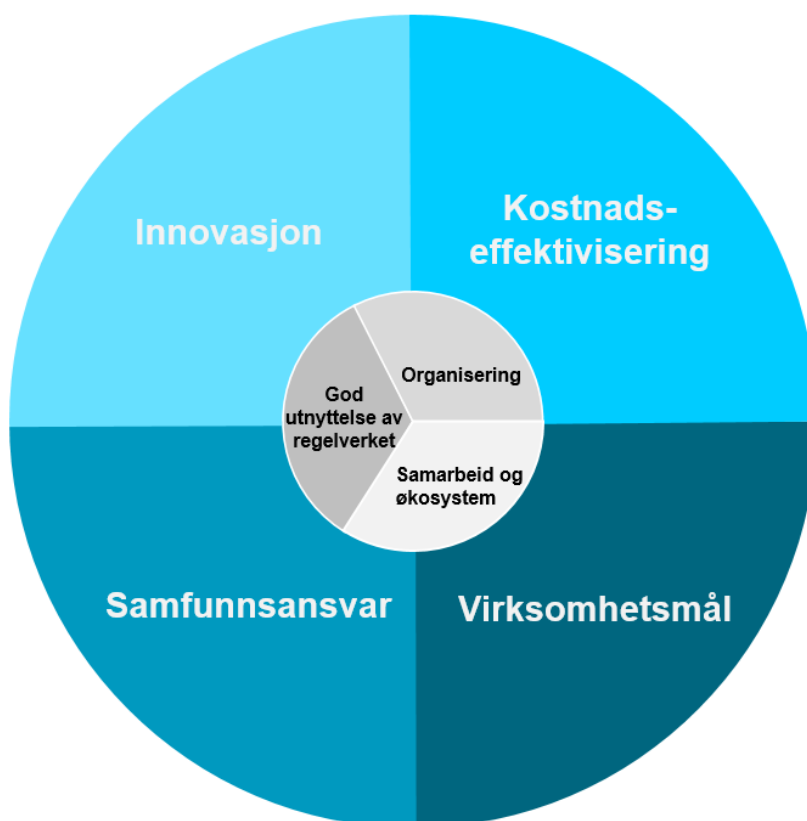 Innovasjon
Kostnads-
effektivisering
Organisering
God
utnyttelse av
regelverket
Samarbeid og
økosystem
Samfunnsansvar
Virksomhetsmål